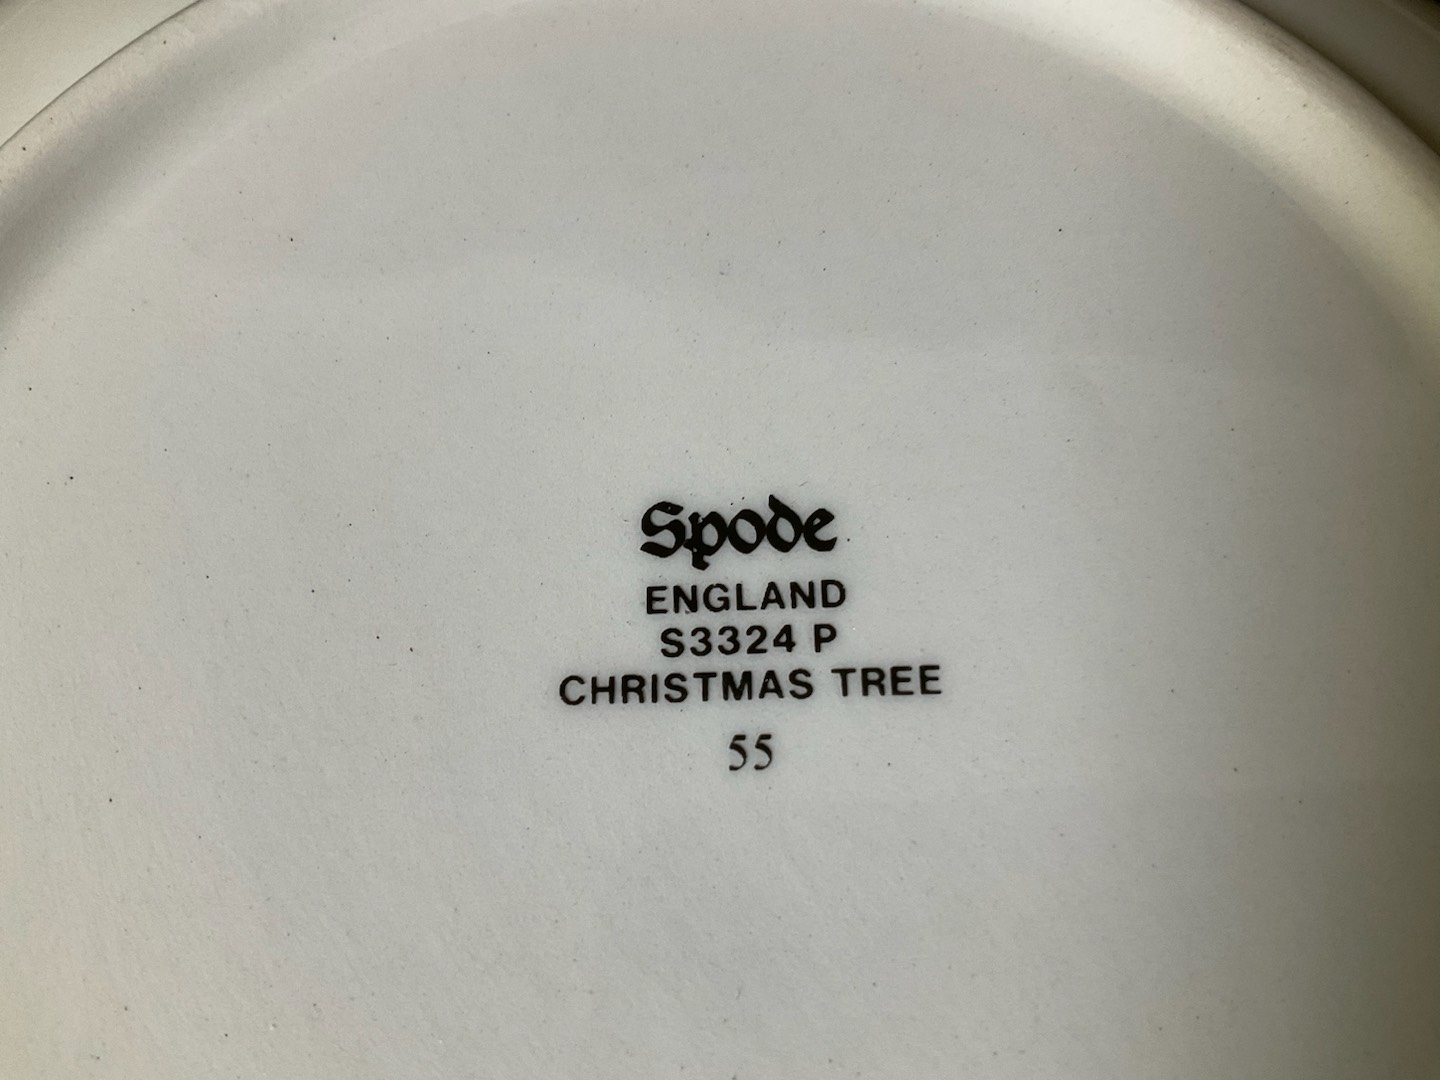 Spode
ENGLAND
S3324 P
CHRISTMAS TREE
55